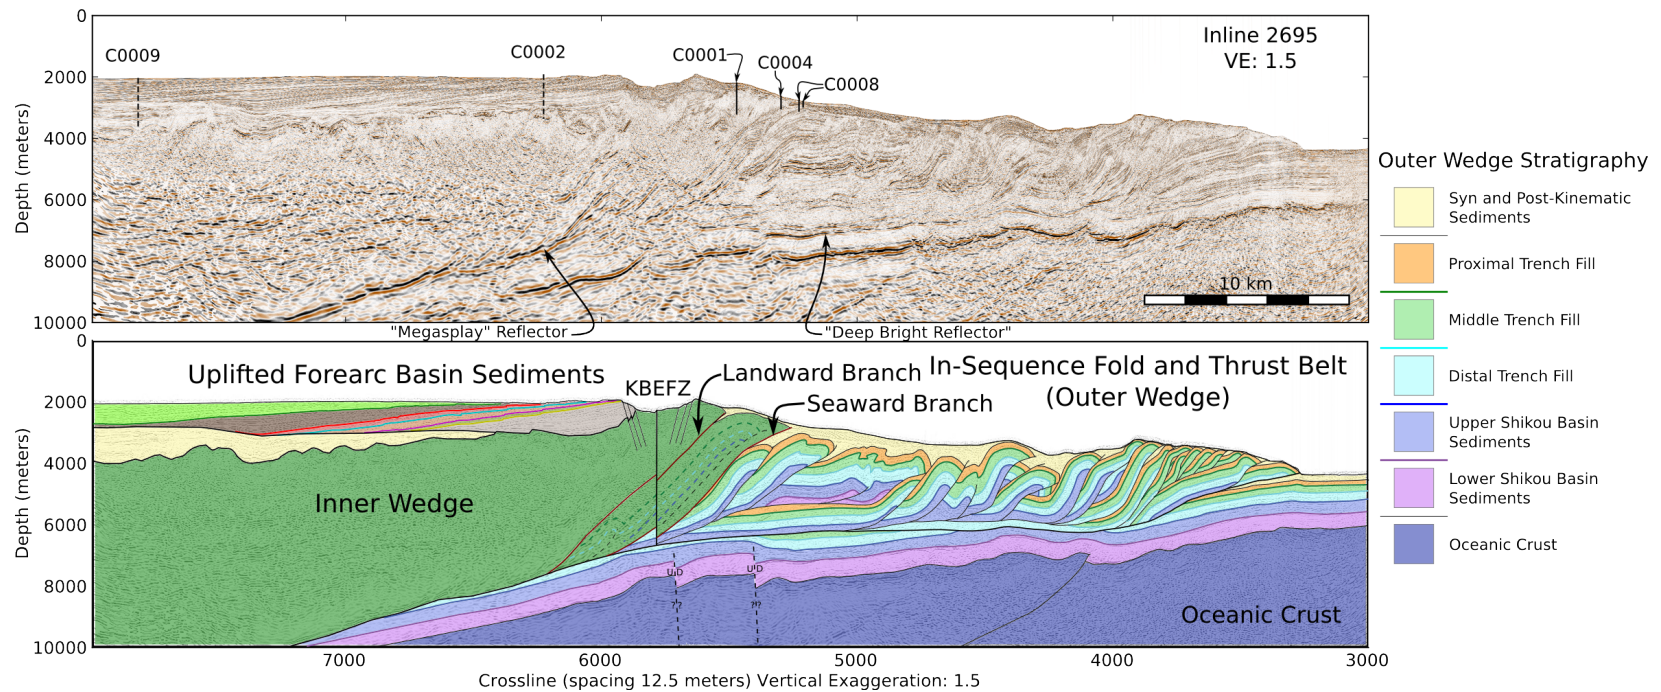 0
Inline 2695
VE: 1.5
C0009
C0002
C0001
C0004
C0008
2000
4000
6000
8000
10000
Depth (meters)
10 km
"Megasplay" Reflector
"Deep Bright Reflector"
Outer Wedge Stratigraphy
Syn and Post-Kinematic
Sediments
Proximal Trench Fill
Middle Trench Fill
Distal Trench Fill
Upper Shikou Basin
Sediments
Lower Shikou Basin
Sediments
Oceanic Crust
0
Uplifted Forearc Basin Sediments
KBEFZ
Landward Branch
Seaward Branch
In-Sequence Fold and Thrust Belt
(Outer Wedge)
2000
4000
6000
8000
10000
Depth (meters)
Inner Wedge
U D
U D
? ?
? ?
Oceanic Crust
7000
6000
5000
4000
3000
Crossline (spacing 12.5 meters) Vertical Exaggeration: 1.5